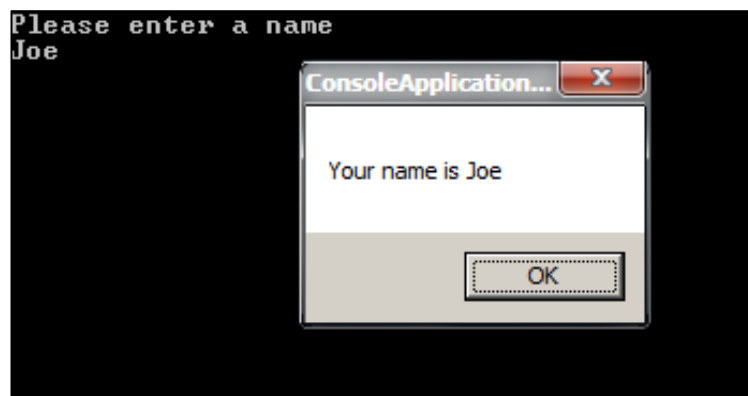 Please enter a name
Joe
ConsoleApplication...
Your name is Joe
OK